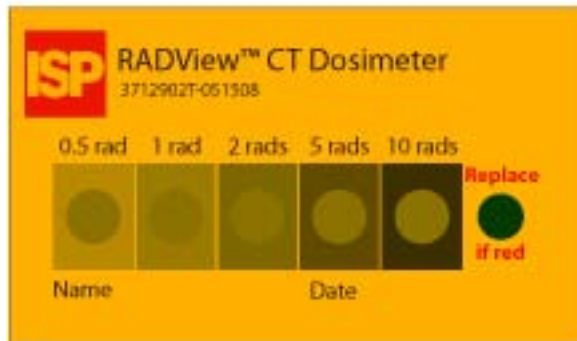 ISP
RADView™ CT Dosimeter
3712902T-051508
0.5 rad 1 rad 2 rads 5 rads 10 rads
Replace
if red
Name Date